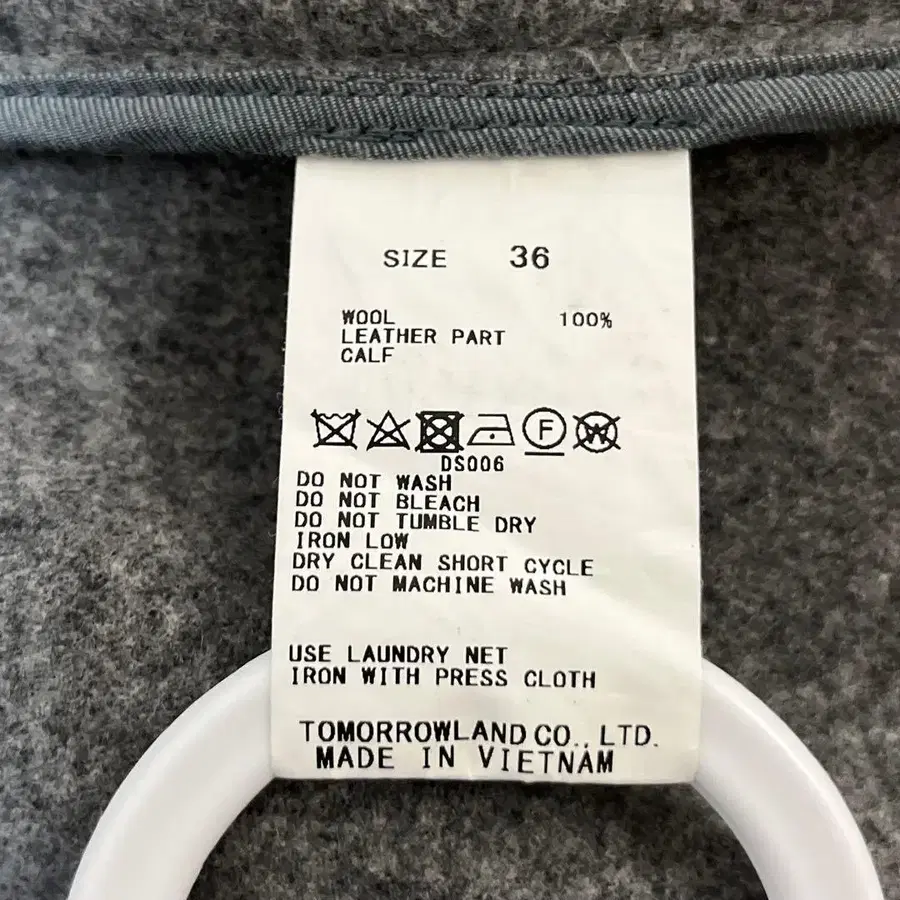 SIZE 36
WOOL 100%
LEATHER PART
CALF
F W
DS006
DO NOT WASH
DO NOT BLEACH
DO NOT TUMBLE DRY
IRON LOW
DRY CLEAN SHORT CYCLE
DO NOT MACHINE WASH
USE LAUNDRY NET
IRON WITH PRESS CLOTH
TOMORROWLAND CO., LTD.
MADE IN VIETNAM